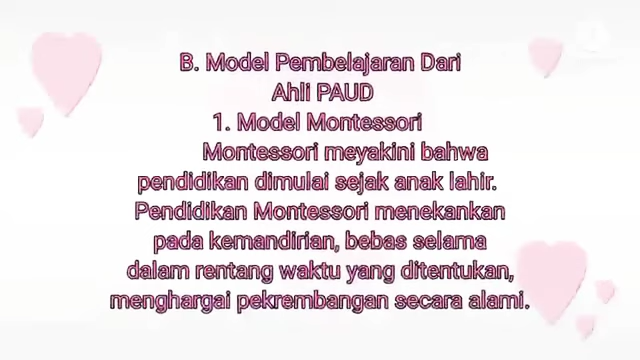 B. Model Pembelajaran Dari
Ahli PAUD
1. Model Montessori
Montessori meyakini bahwa
pendidikan dimulai sejak anak lahir.
Pendidikan Montessori menekankan
pada kemandirian, bebas selama
dalam rentang waktu yang ditentukan,
menghargai pekrembangan secara alami.